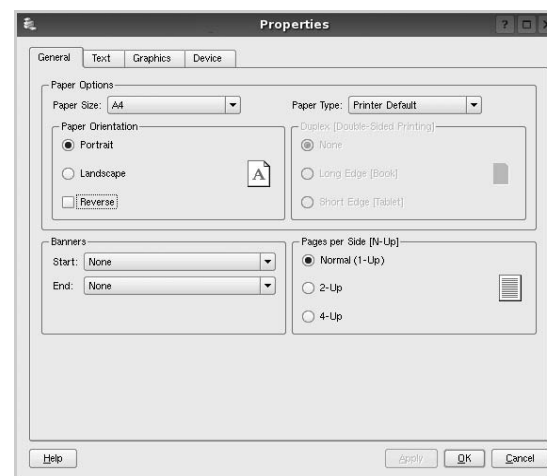 Properties
General Text Graphics Device
Paper Options
Paper Size: A4
Paper Type: Printer Default
Paper Orientation
Portrait
Landscape
Reverse
A
Duplex [Double-Sided Printing]
None
Long Edge [Book]
Short Edge [Tablet]
Banners
Start: None
End: None
Pages per Side [N-Up]
Normal (1-Up)
2-Up
4-Up
Help Apply OK Cancel